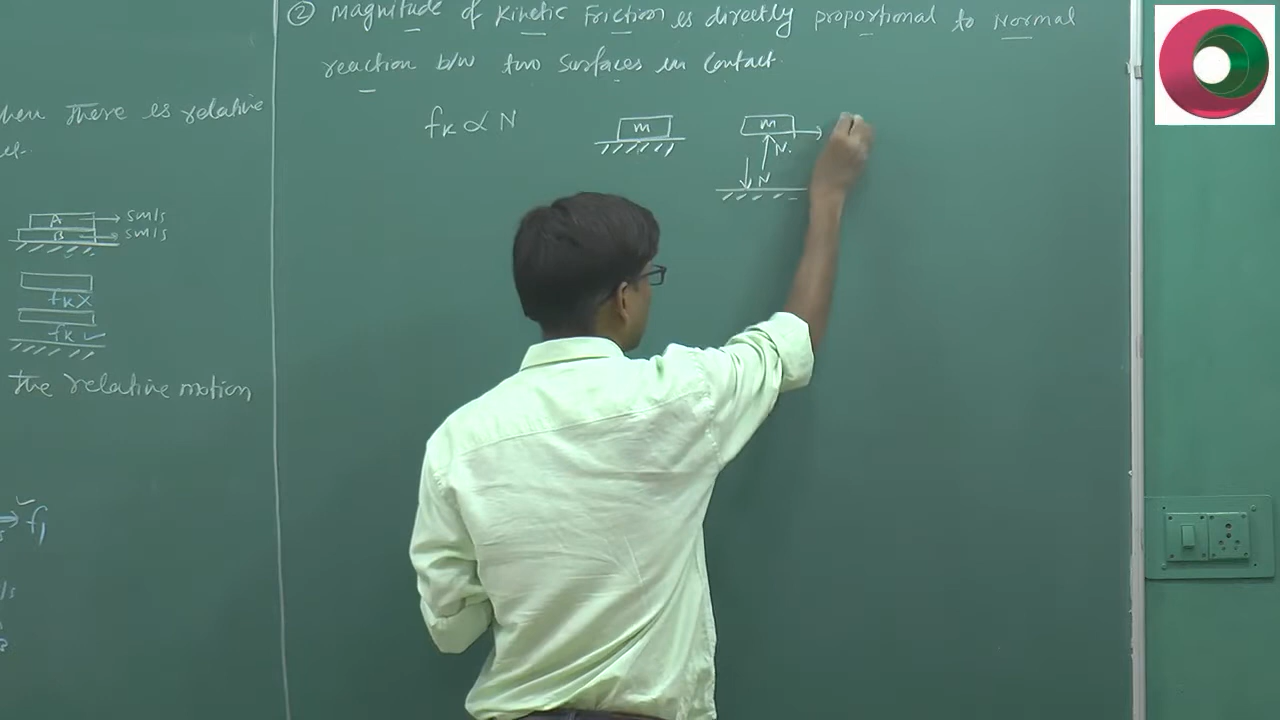 ② Magnitude of Kinetic Friction is directly proportional to Normal
reaction b/w two surfaces in contact.
fK ∝ N
m
m
N.
N
when there is relative
A 5m/s
B 5m/s
fK X
fK ✓
The relative motion
f1